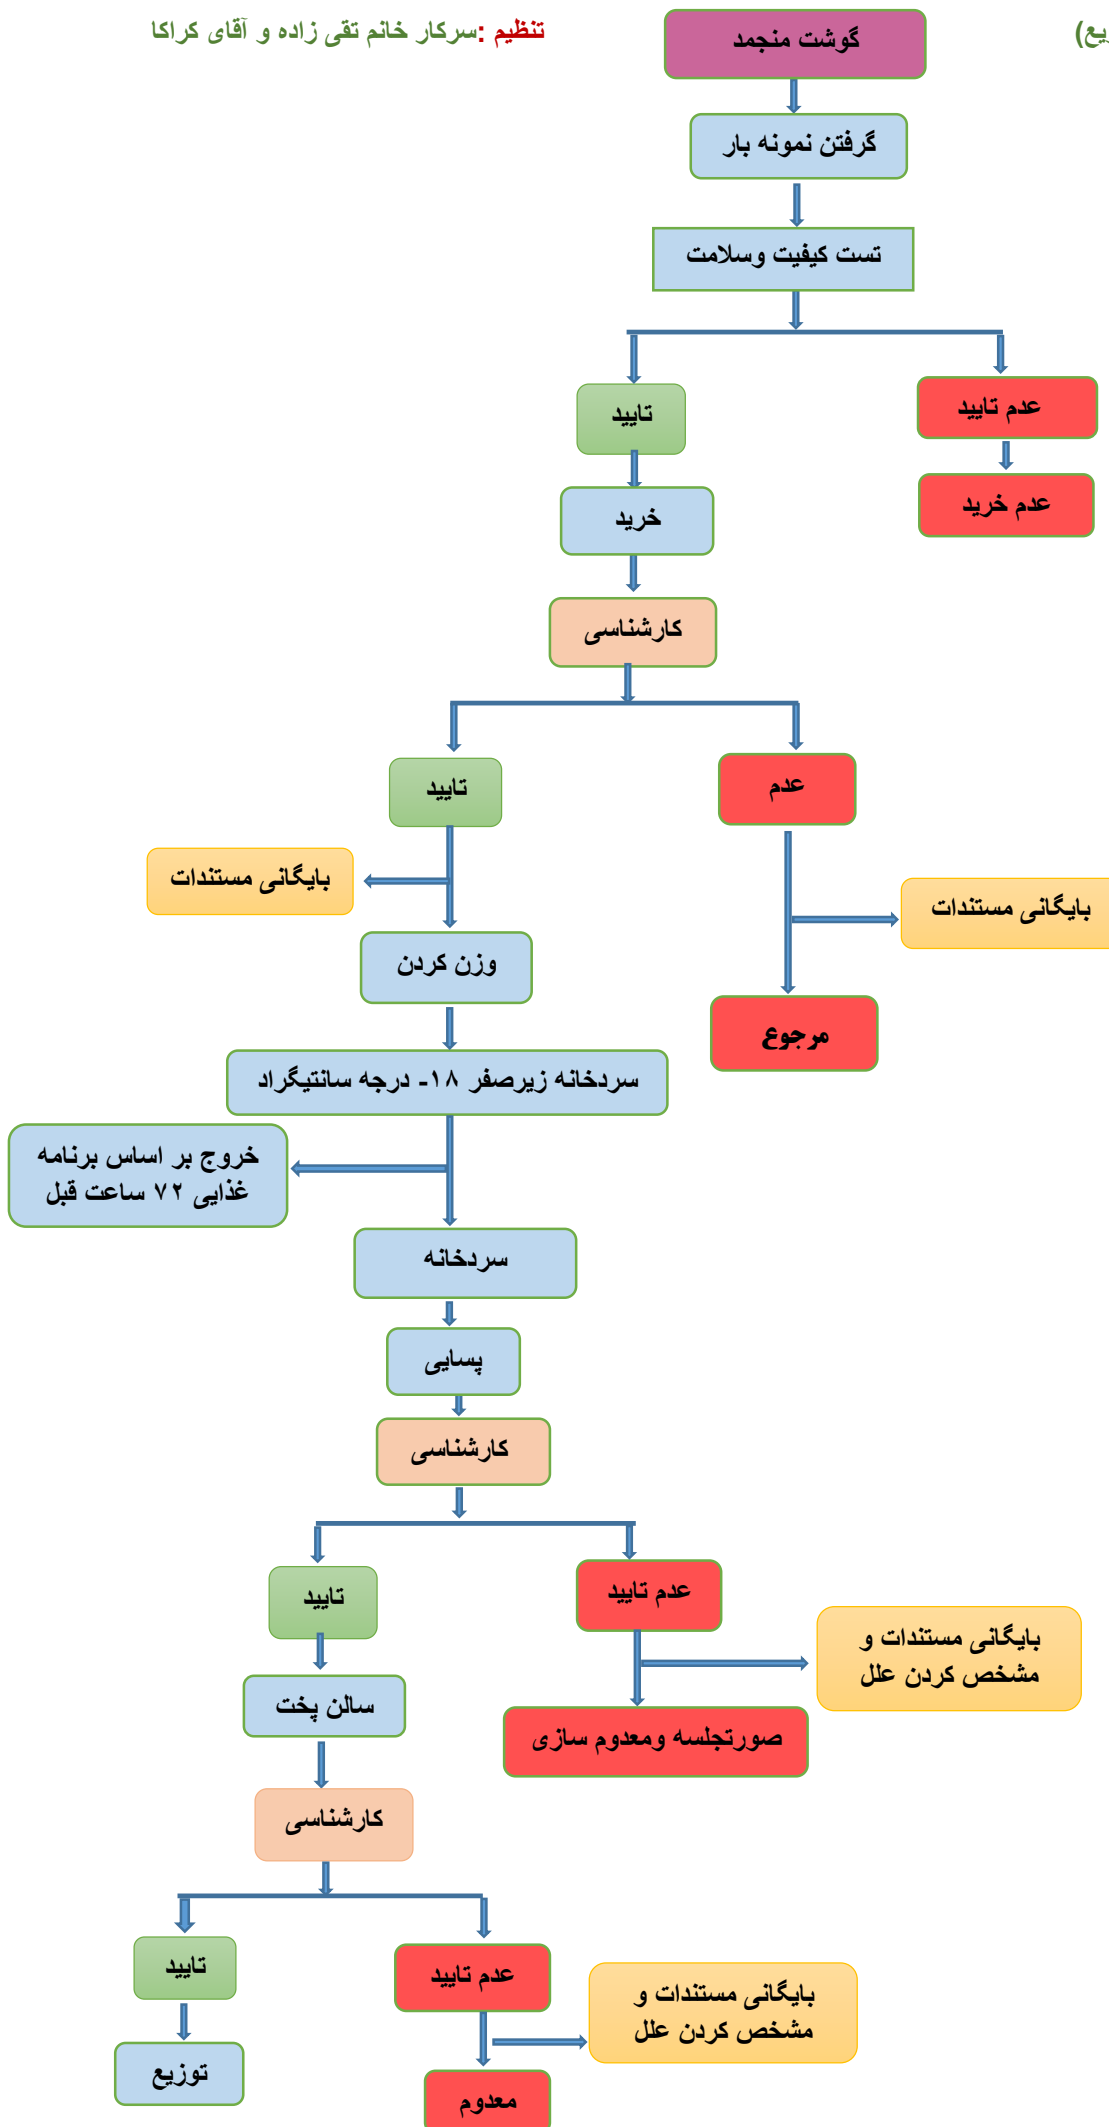 تنظیم :سرکار خانم تقی زاده و آقای کراکا
گوشت منجمد
گرفتن نمونه بار
تست کیفیت وسلامت
عدم تایید
تایید
عدم خرید
خرید
کارشناسی
عدم
تایید
بایگانی مستندات
بایگانی مستندات
وزن کردن
مرجوع
سردخانه زیرصفر ۱۸- درجه سانتیگراد
خروج بر اساس برنامه
غذایی ۷۲ ساعت قبل
سردخانه
پسایی
کارشناسی
عدم تایید
تایید
بایگانی مستندات و
مشخص کردن علل
سالن پخت
صورتجلسه ومعدوم سازی
کارشناسی
عدم تایید
تایید
بایگانی مستندات و
مشخص کردن علل
توزیع
معدوم